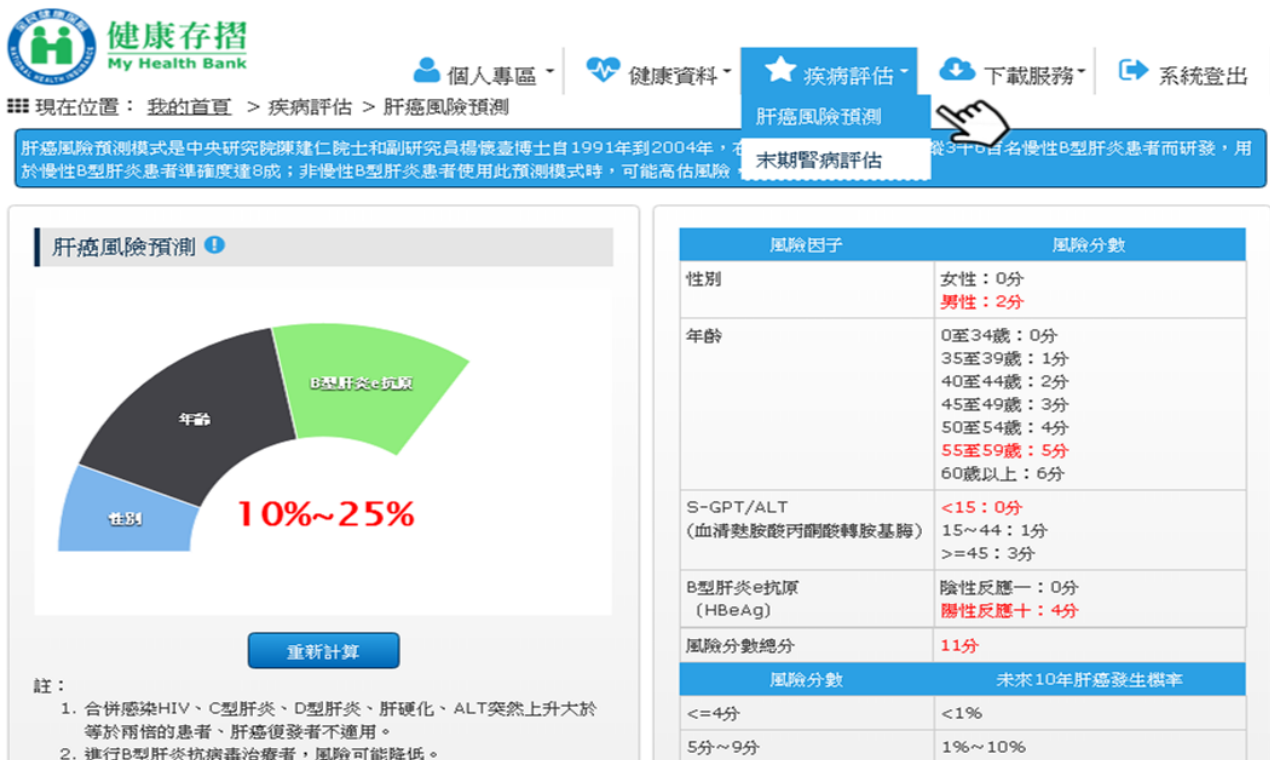 全民健康保險
NATIONAL HEALTH INSURANCE
健康存摺
My Health Bank
個人專區
健康資料
疾病評估
下載服務
系統登出
肝癌風險預測
末期腎病評估
現在位置： 我的首頁 > 疾病評估 > 肝癌風險預測
肝癌風險預測模式是中央研究院陳建仁院士和副研究員楊懷壹博士自1991年到2004年，
3千6百名慢性B型肝炎患者而研發，用
於慢性B型肝炎患者準確度達8成；非慢性B型肝炎患者使用此預測模式時，可能高估風險，
肝癌風險預測
B型肝炎e抗原
年齡
性別
10%~25%
重新計算
註：
1. 合併感染HIV、C型肝炎、D型肝炎、肝硬化、ALT突然上升大於
等於兩倍的患者、肝癌復發者不適用。
2. 進行B型肝炎抗病毒治療者，風險可能降低。
風險因子 風險分數
性別 女性：0分
男性：2分
年齡 0至34歲：0分
35至39歲：1分
40至44歲：2分
45至49歲：3分
50至54歲：4分
55至59歲：5分
60歲以上：6分
S-GPT/ALT <15：0分
(血清麩胺酸丙酮酸轉胺基脢) 15~44：1分
>=45：3分
B型肝炎e抗原 陰性反應一：0分
（HBeAg） 陽性反應十：4分
風險分數總分 11分
風險分數 未來10年肝癌發生機率
<=4分 <1%
5分~9分 1%~10%